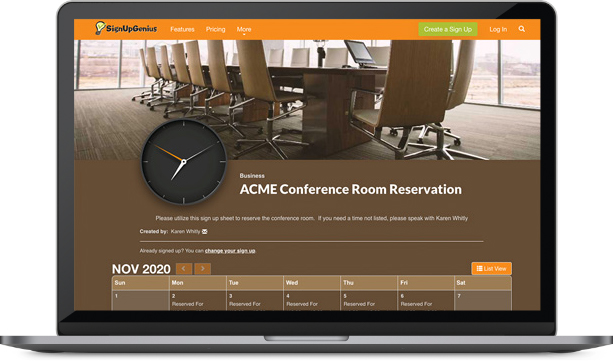 SignUpGenius Features Pricing More Create a Sign Up Log In
Business
ACME Conference Room Reservation
Please utilize this sign up sheet to reserve the conference room. If you need a time not listed, please speak with Karen Whitly
Created by: Karen Whitly
Already signed up? You can change your sign up
NOV 2020 List View
Sun Mon Tue Wed Thu Fri Sat
1 2 3 4 5 6 7
Reserved For Reserved For Reserved For Reserved For Reserved For